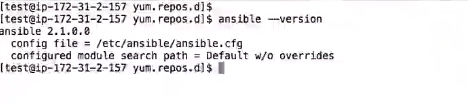 [test@ip-172-31-2-157 yum.repos.d]$
[test@ip-172-31-2-157 yum.repos.d]$ ansible --version
ansible 2.1.0.0
  config file = /etc/ansible/ansible.cfg
  configured module search path = Default w/o overrides
[test@ip-172-31-2-157 yum.repos.d]$